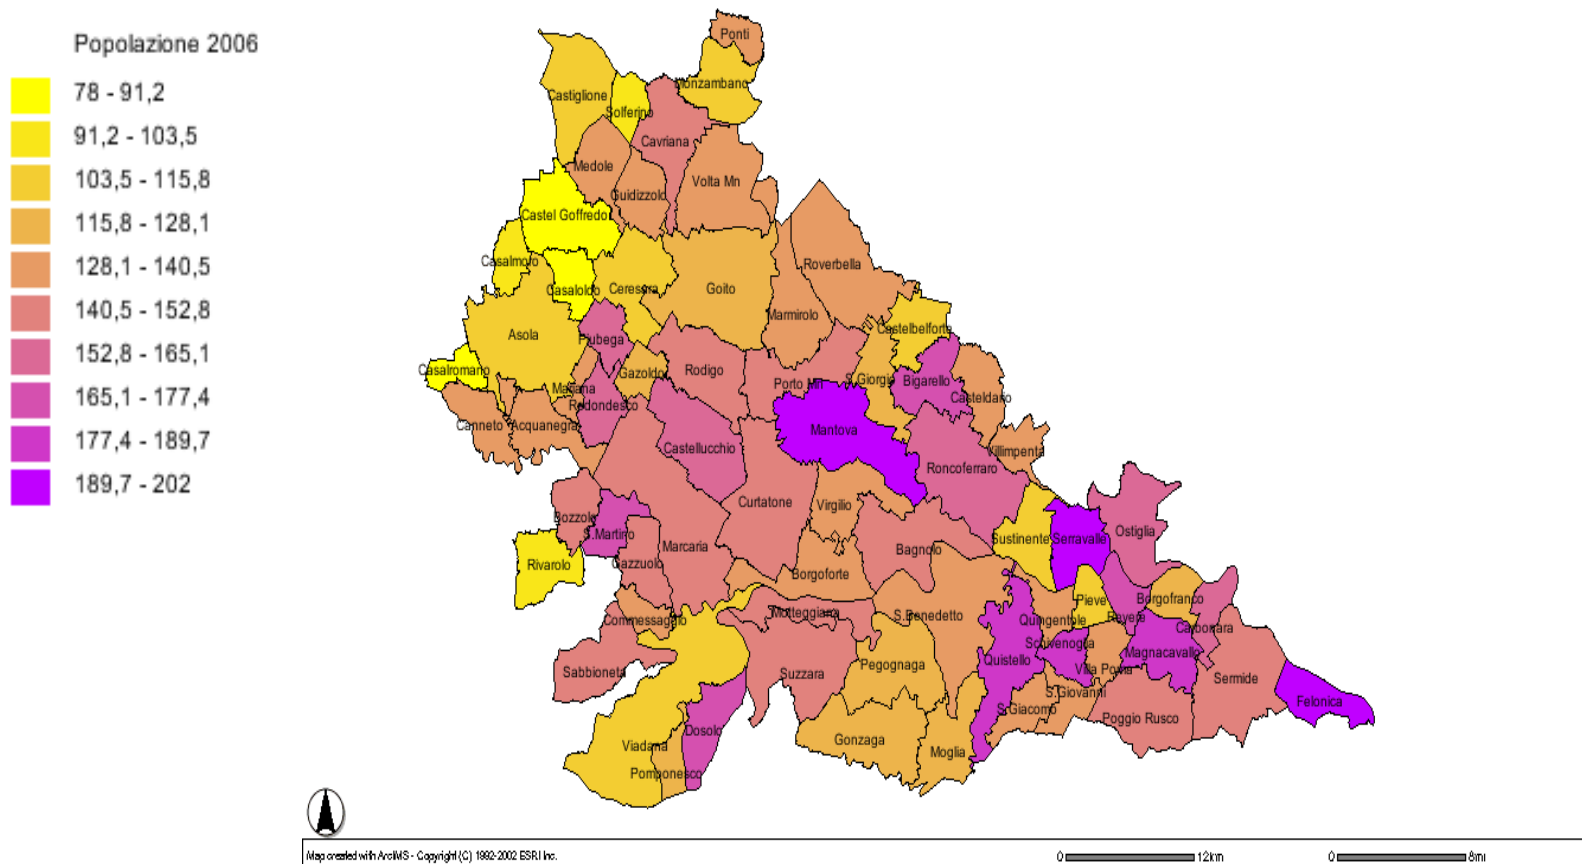 Popolazione 2006
78 - 91,2
91,2 - 103,5
103,5 - 115,8
115,8 - 128,1
128,1 - 140,5
140,5 - 152,8
152,8 - 165,1
165,1 - 177,4
177,4 - 189,7
189,7 - 202
Ponti
Monzambano
Castiglione
Solferino
Cavriana
Medole
Volta Mn
Guidizzolo
Castel Goffredo
Casalmoro
Roverbella
Casaloldo
Ceresara
Goito
Marmirolo
Castelbelforte
Asola
Piubega
Casalromano
Gazoldo
Rodigo
Porto Mn
S.Giorgio
Bigarello
Mariana
Redondesco
Casteldario
Canneto
Acquanegra
Mantova
Castellucchio
Villimpenta
Roncoferraro
Curtatone
Virgilio
Bozzolo
S.Martino
Ostiglia
Sustinente
Serravalle
Marcaria
Bagnolo
Rivarolo
Gazzuolo
Borgoforte
Pieve
Borgofranco
Motteggiana
S.Benedetto
Revere
Commessaggio
Quingentole
Carbonara
Schivenoglia
Magnacavallo
Quistello
Pegognaga
Villa Poma
Sabbioneta
Suzzara
Sermide
S.Giovanni
Felonica
S.Giacomo
Poggio Rusco
Dosolo
Gonzaga
Viadana
Moglia
Pomponesco
Map created with ArcIMS - Copyright (C) 1992-2002 ESRI Inc.
0 12km 0 8mi